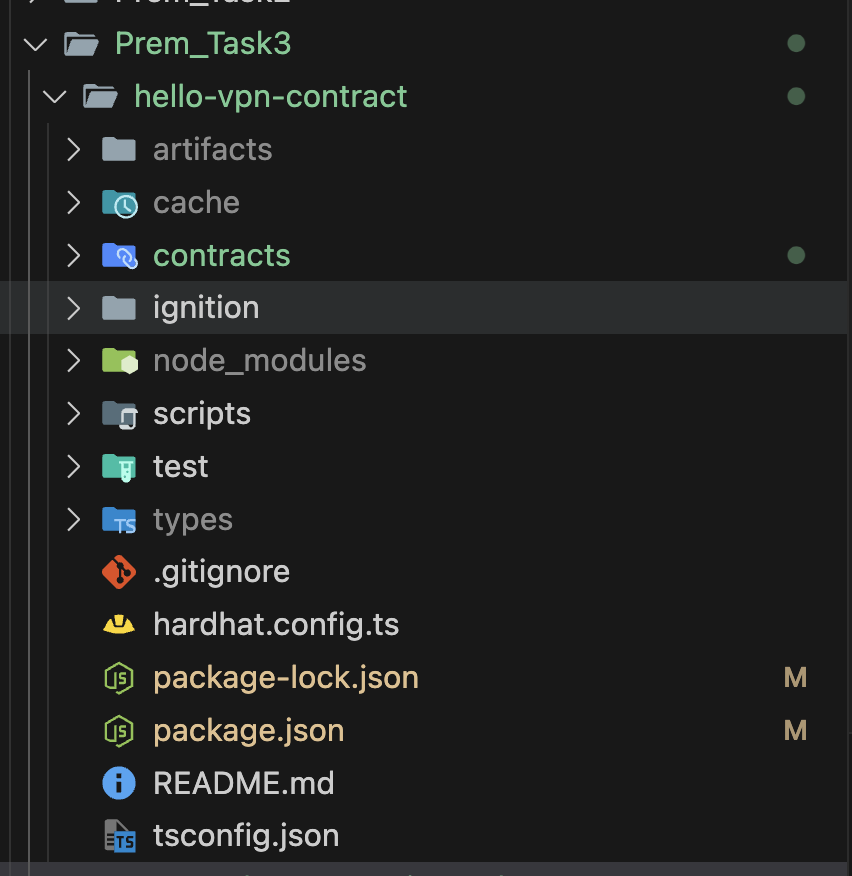 Prem_Task2
Prem_Task3
hello-vpn-contract
artifacts
cache
contracts
ignition
node_modules
scripts
test
types
.gitignore
hardhat.config.ts
package-lock.json M
package.json M
README.md
tsconfig.json